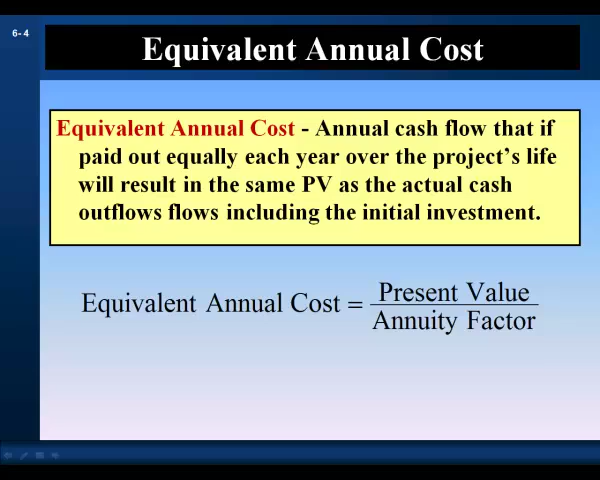 6- 4
Equivalent Annual Cost
Equivalent Annual Cost - Annual cash flow that if
paid out equally each year over the project's life
will result in the same PV as the actual cash
outflows flows including the initial investment.
Equivalent Annual Cost = Present Value
Annuity Factor